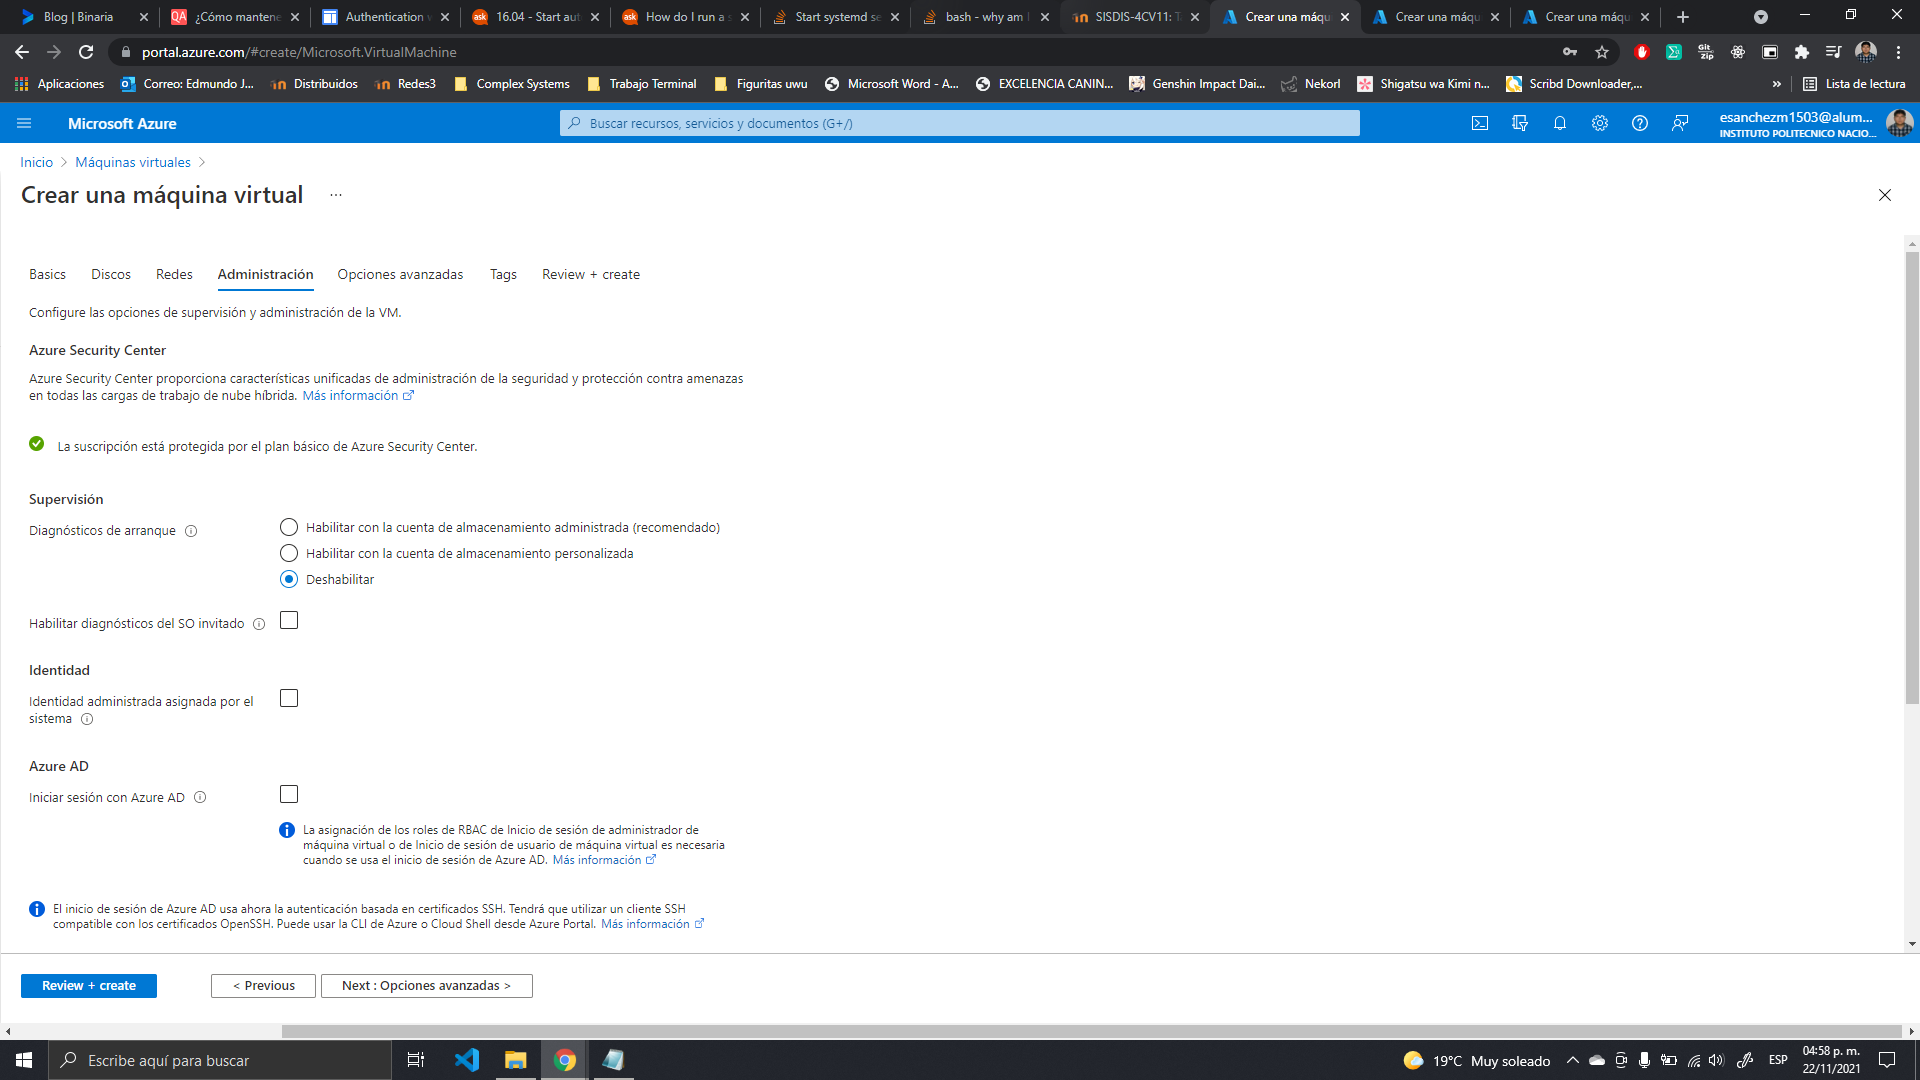 Blog | Binaria
¿Cómo mantene
Authentication
16.04 - Start aut
How do I run a s
Start systemd se
bash - why am I
SISDIS-4CV11: Ta
Crear una máqu
Crear una máqu
Crear una máqu
portal.azure.com/#create/Microsoft.VirtualMachine
Aplicaciones
Correo: Edmundo J...
Distribuidos
Redes3
Complex Systems
Trabajo Terminal
Figuritas uwu
Microsoft Word - A...
EXCELENCIA CANIN...
Genshin Impact Dai...
Nekorl
Shigatsu wa Kimi n...
Scribd Downloader,...
»
Lista de lectura
Microsoft Azure
Buscar recursos, servicios y documentos (G+/)
esanchezm1503@alum...
INSTITUTO POLITECNICO NACIO...
Inicio > Máquinas virtuales >
Crear una máquina virtual ...
Basics Discos Redes Administración Opciones avanzadas Tags Review + create
Configure las opciones de supervisión y administración de la VM.
Azure Security Center
Azure Security Center proporciona características unificadas de administración de la seguridad y protección contra amenazas
en todas las cargas de trabajo de nube híbrida. Más información
La suscripción está protegida por el plan básico de Azure Security Center.
Supervisión
Diagnósticos de arranque
Habilitar con la cuenta de almacenamiento administrada (recomendado)
Habilitar con la cuenta de almacenamiento personalizada
Deshabilitar
Habilitar diagnósticos del SO invitado
Identidad
Identidad administrada asignada por el
sistema
Azure AD
Iniciar sesión con Azure AD
La asignación de los roles de RBAC de Inicio de sesión de administrador de
máquina virtual o de Inicio de sesión de usuario de máquina virtual es necesaria
cuando se usa el inicio de sesión de Azure AD. Más información
El inicio de sesión de Azure AD usa ahora la autenticación basada en certificados SSH. Tendrá que utilizar un cliente SSH
compatible con los certificados OpenSSH. Puede usar la CLI de Azure o Cloud Shell desde Azure Portal. Más información
Review + create
< Previous
Next : Opciones avanzadas >
Escribe aquí para buscar
19°C Muy soleado
ESP
04:58 p. m.
22/11/2021